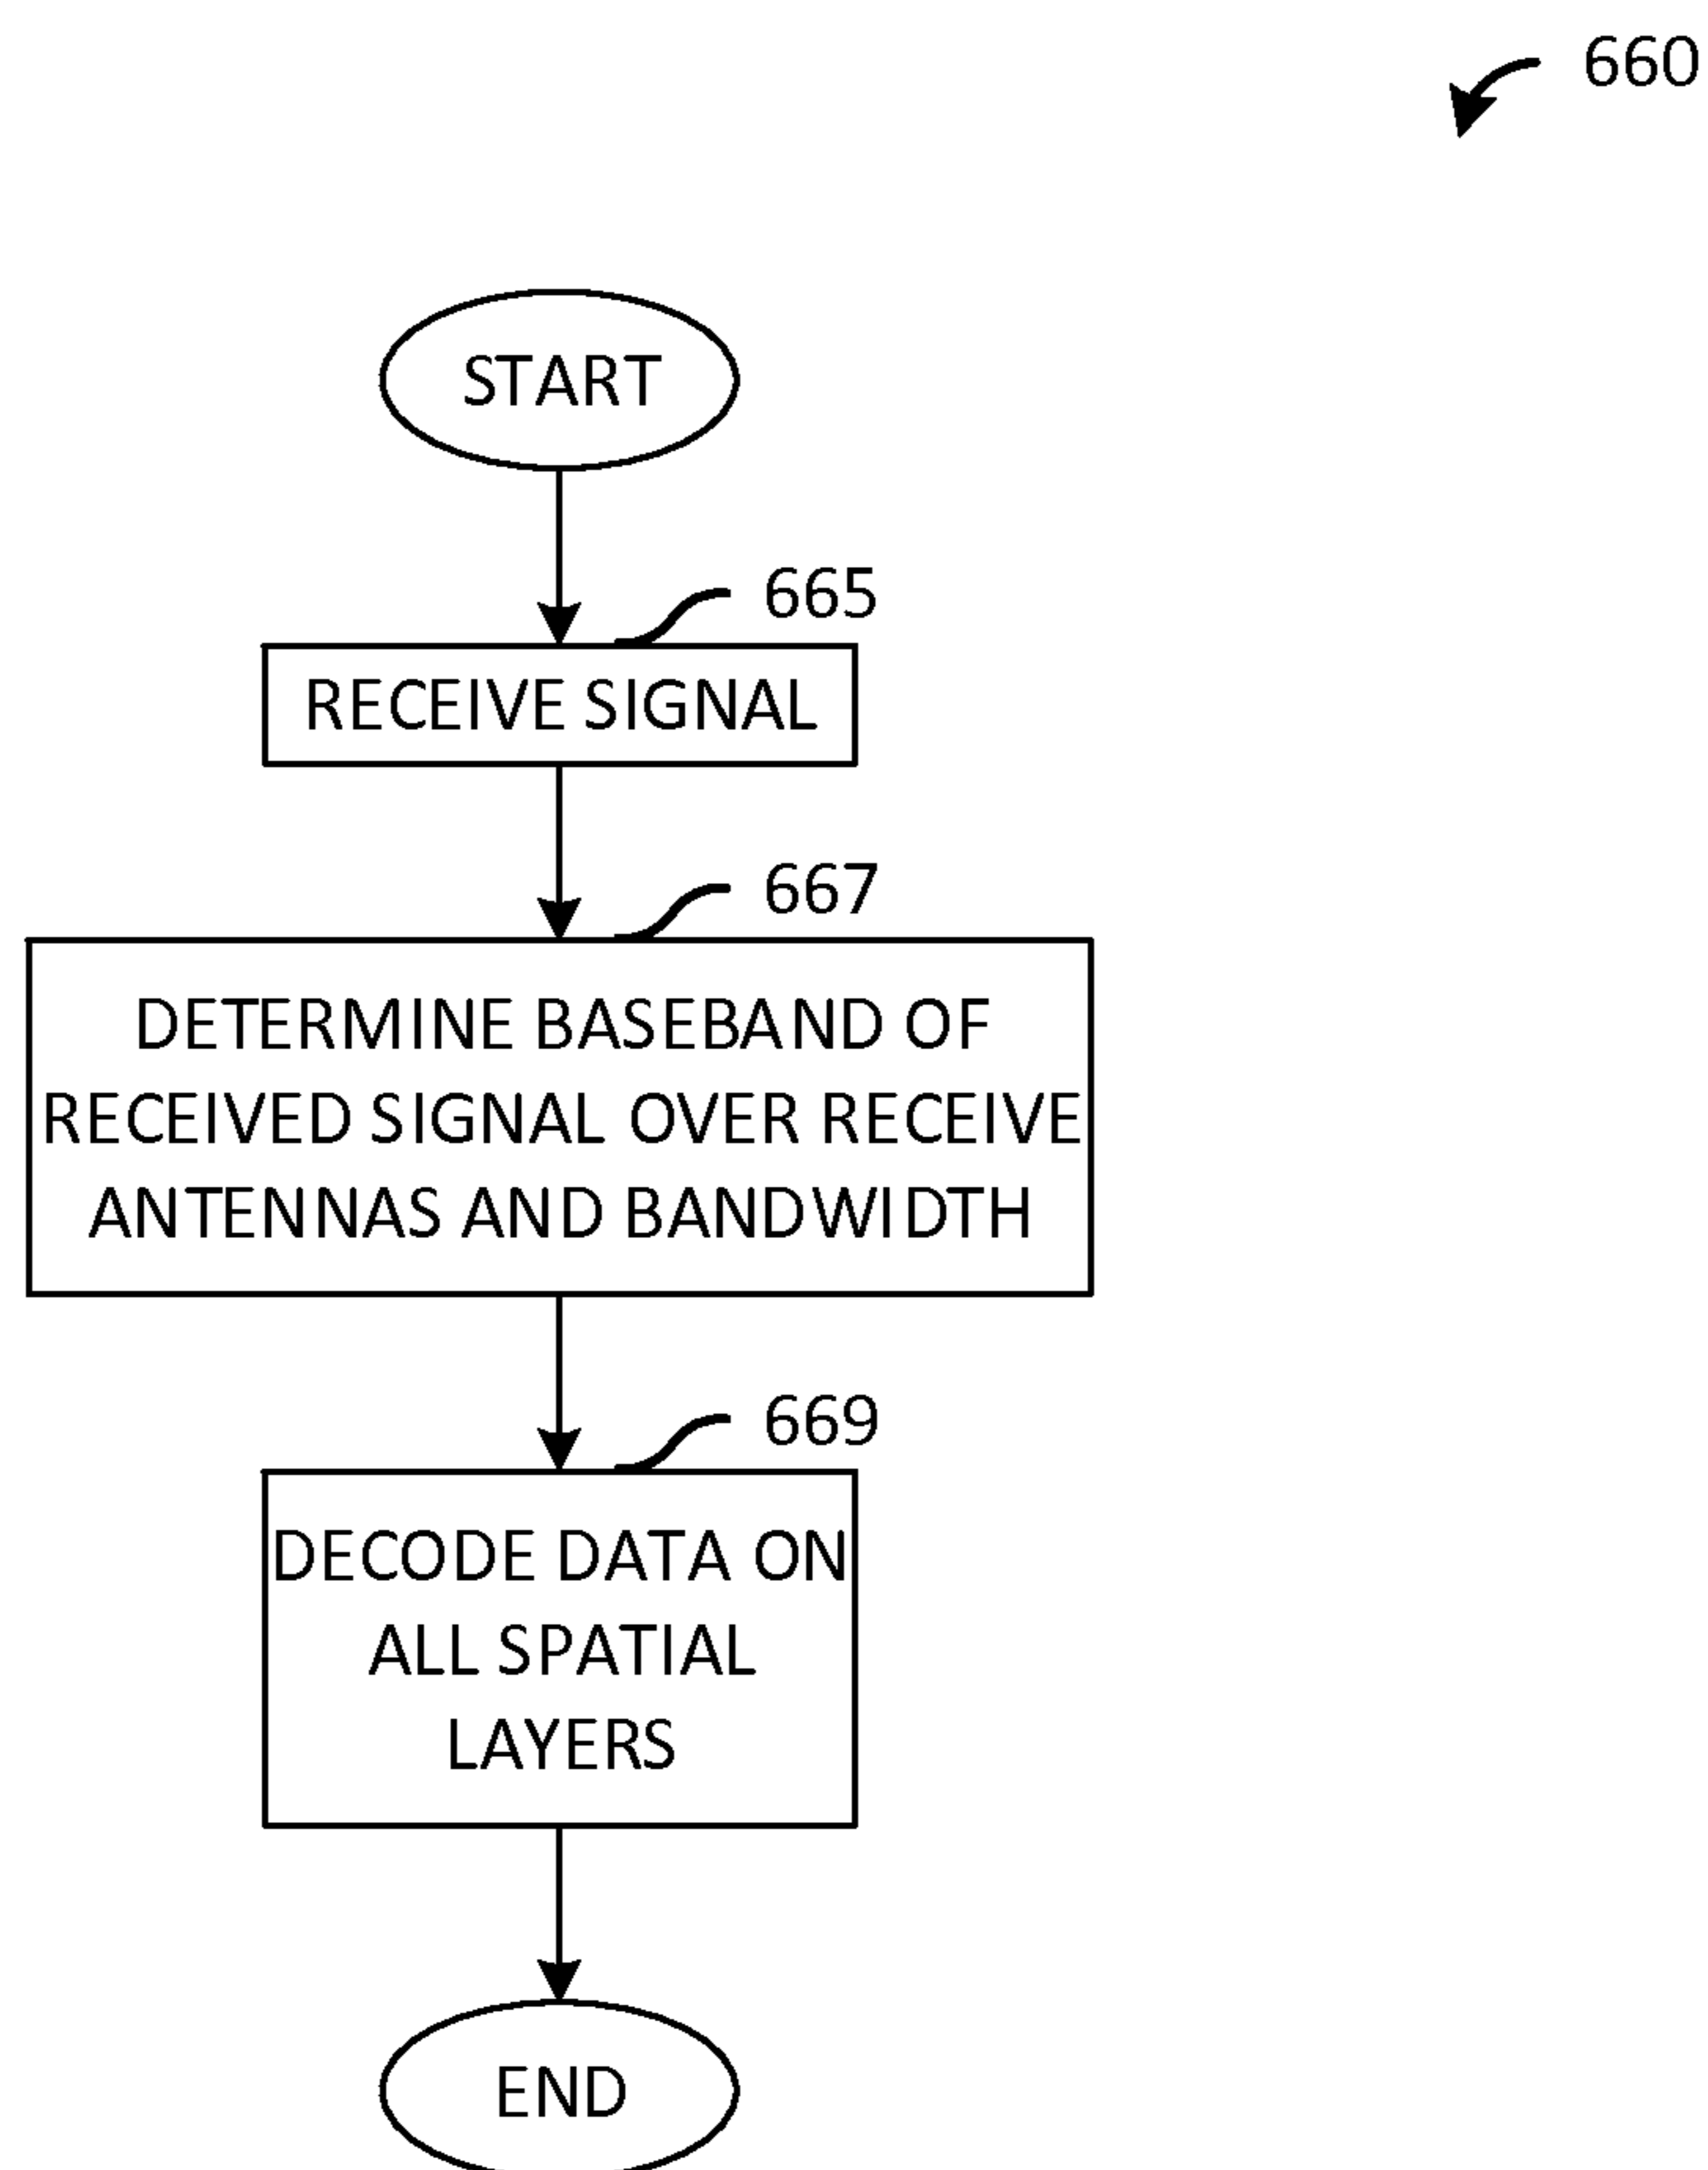 660
START
665
RECEIVE SIGNAL
667
DETERMINE BASEBAND OF
RECEIVED SIGNAL OVER RECEIVE
ANTENNAS AND BANDWIDTH
669
DECODE DATA ON
ALL SPATIAL
LAYERS
END